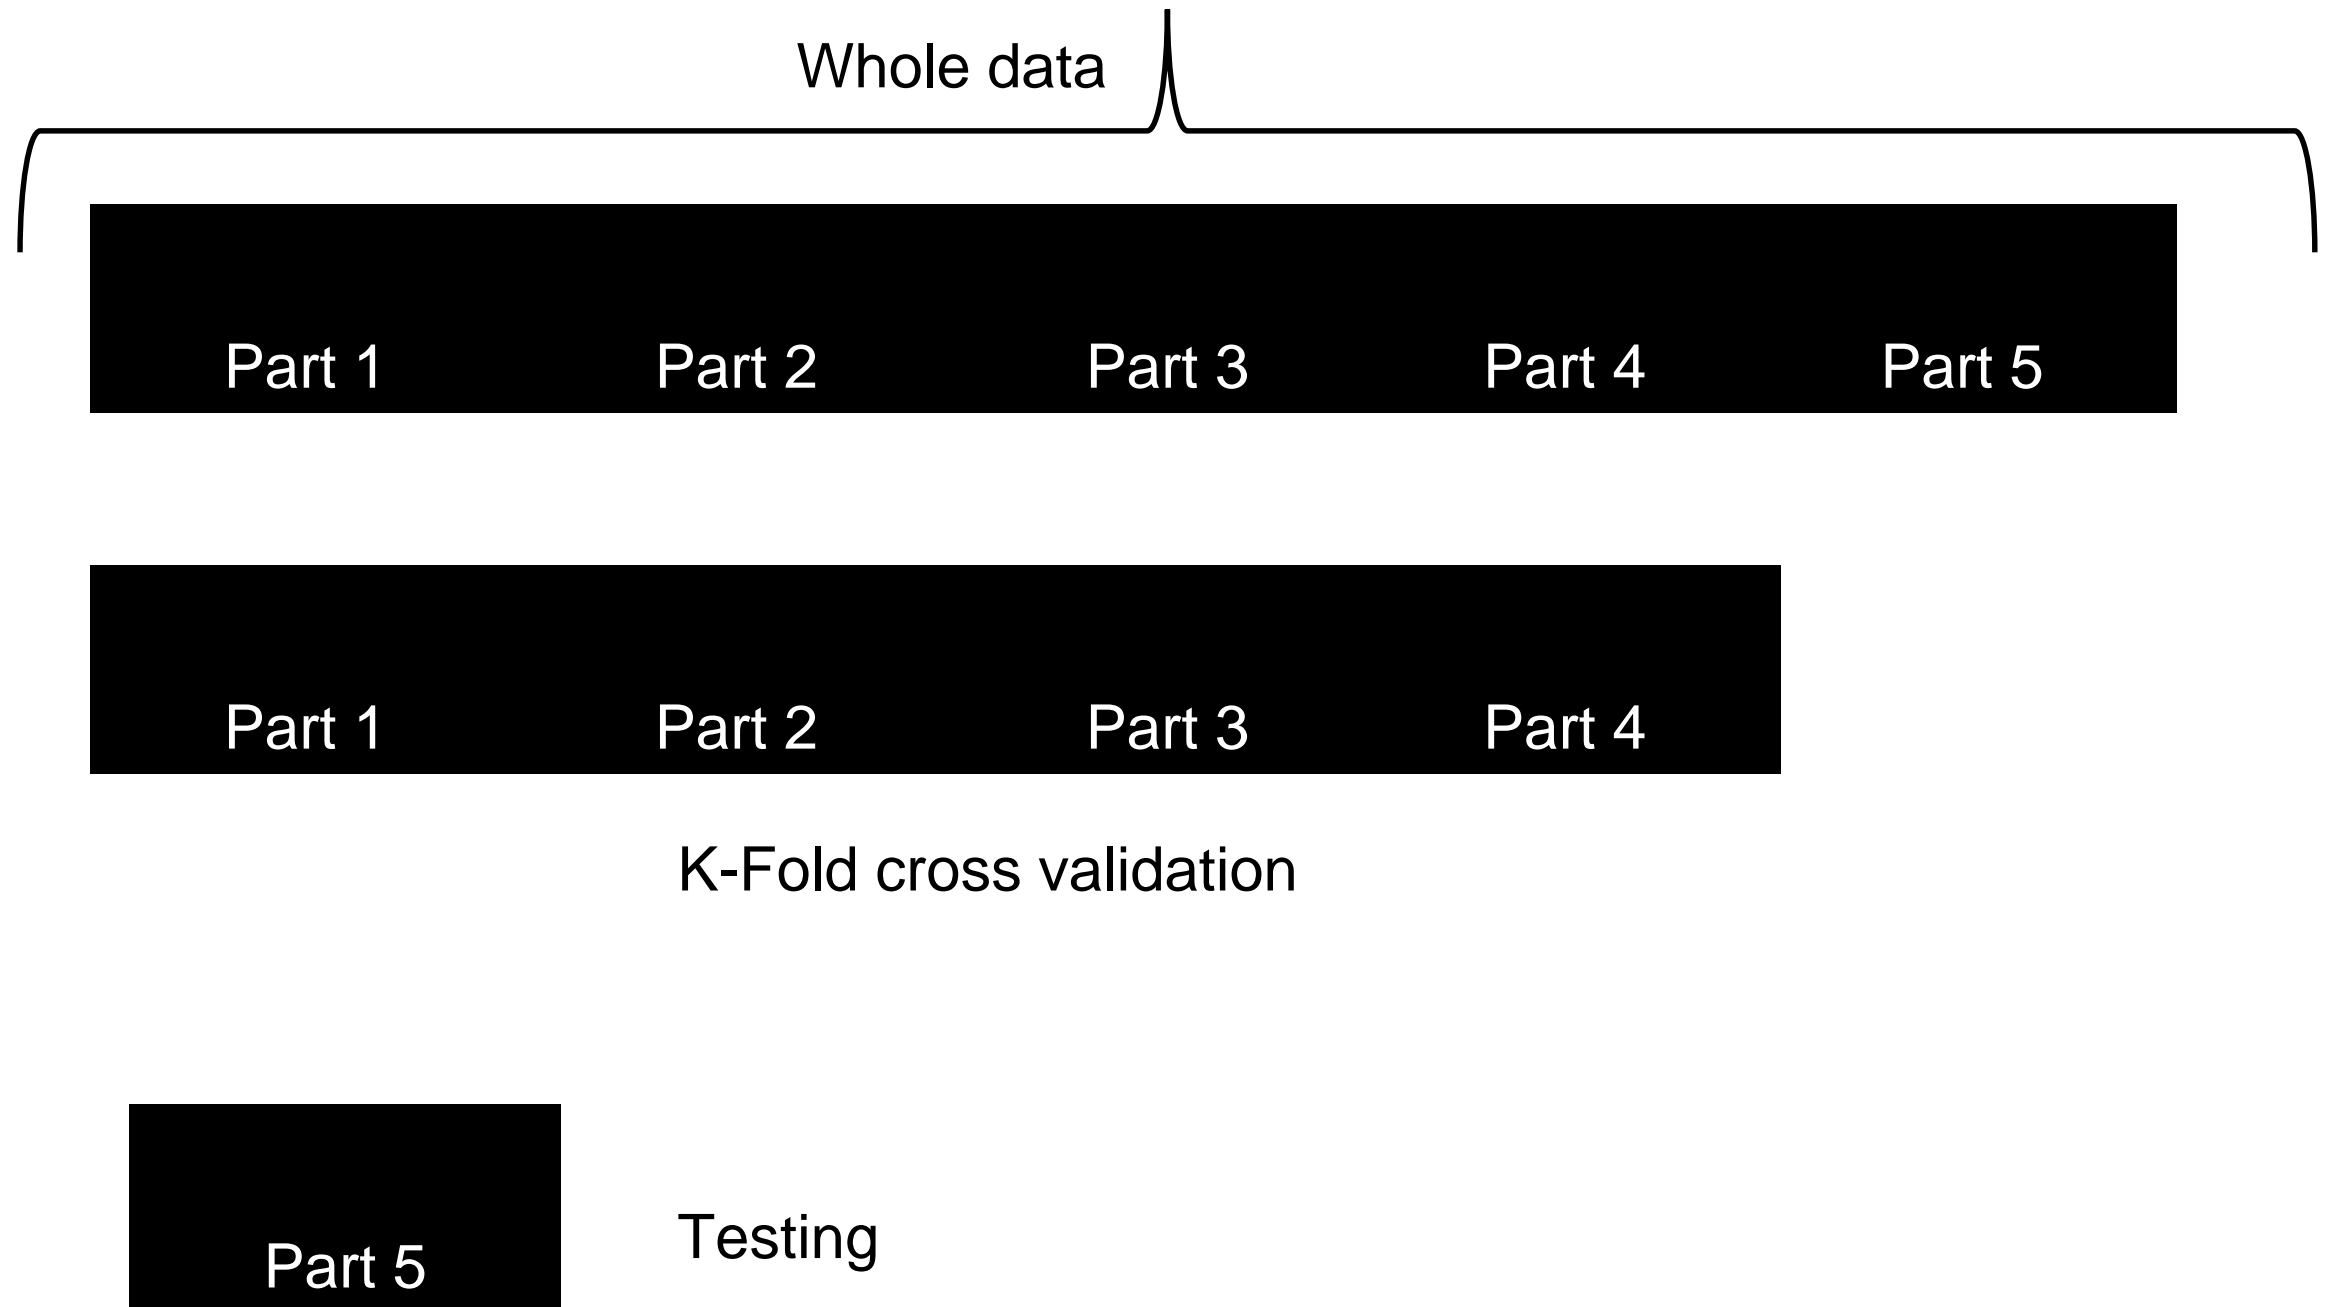 Whole data
Part 1 Part 2 Part 3 Part 4 Part 5
Part 1 Part 2 Part 3 Part 4
K-Fold cross validation
Part 5
Testing